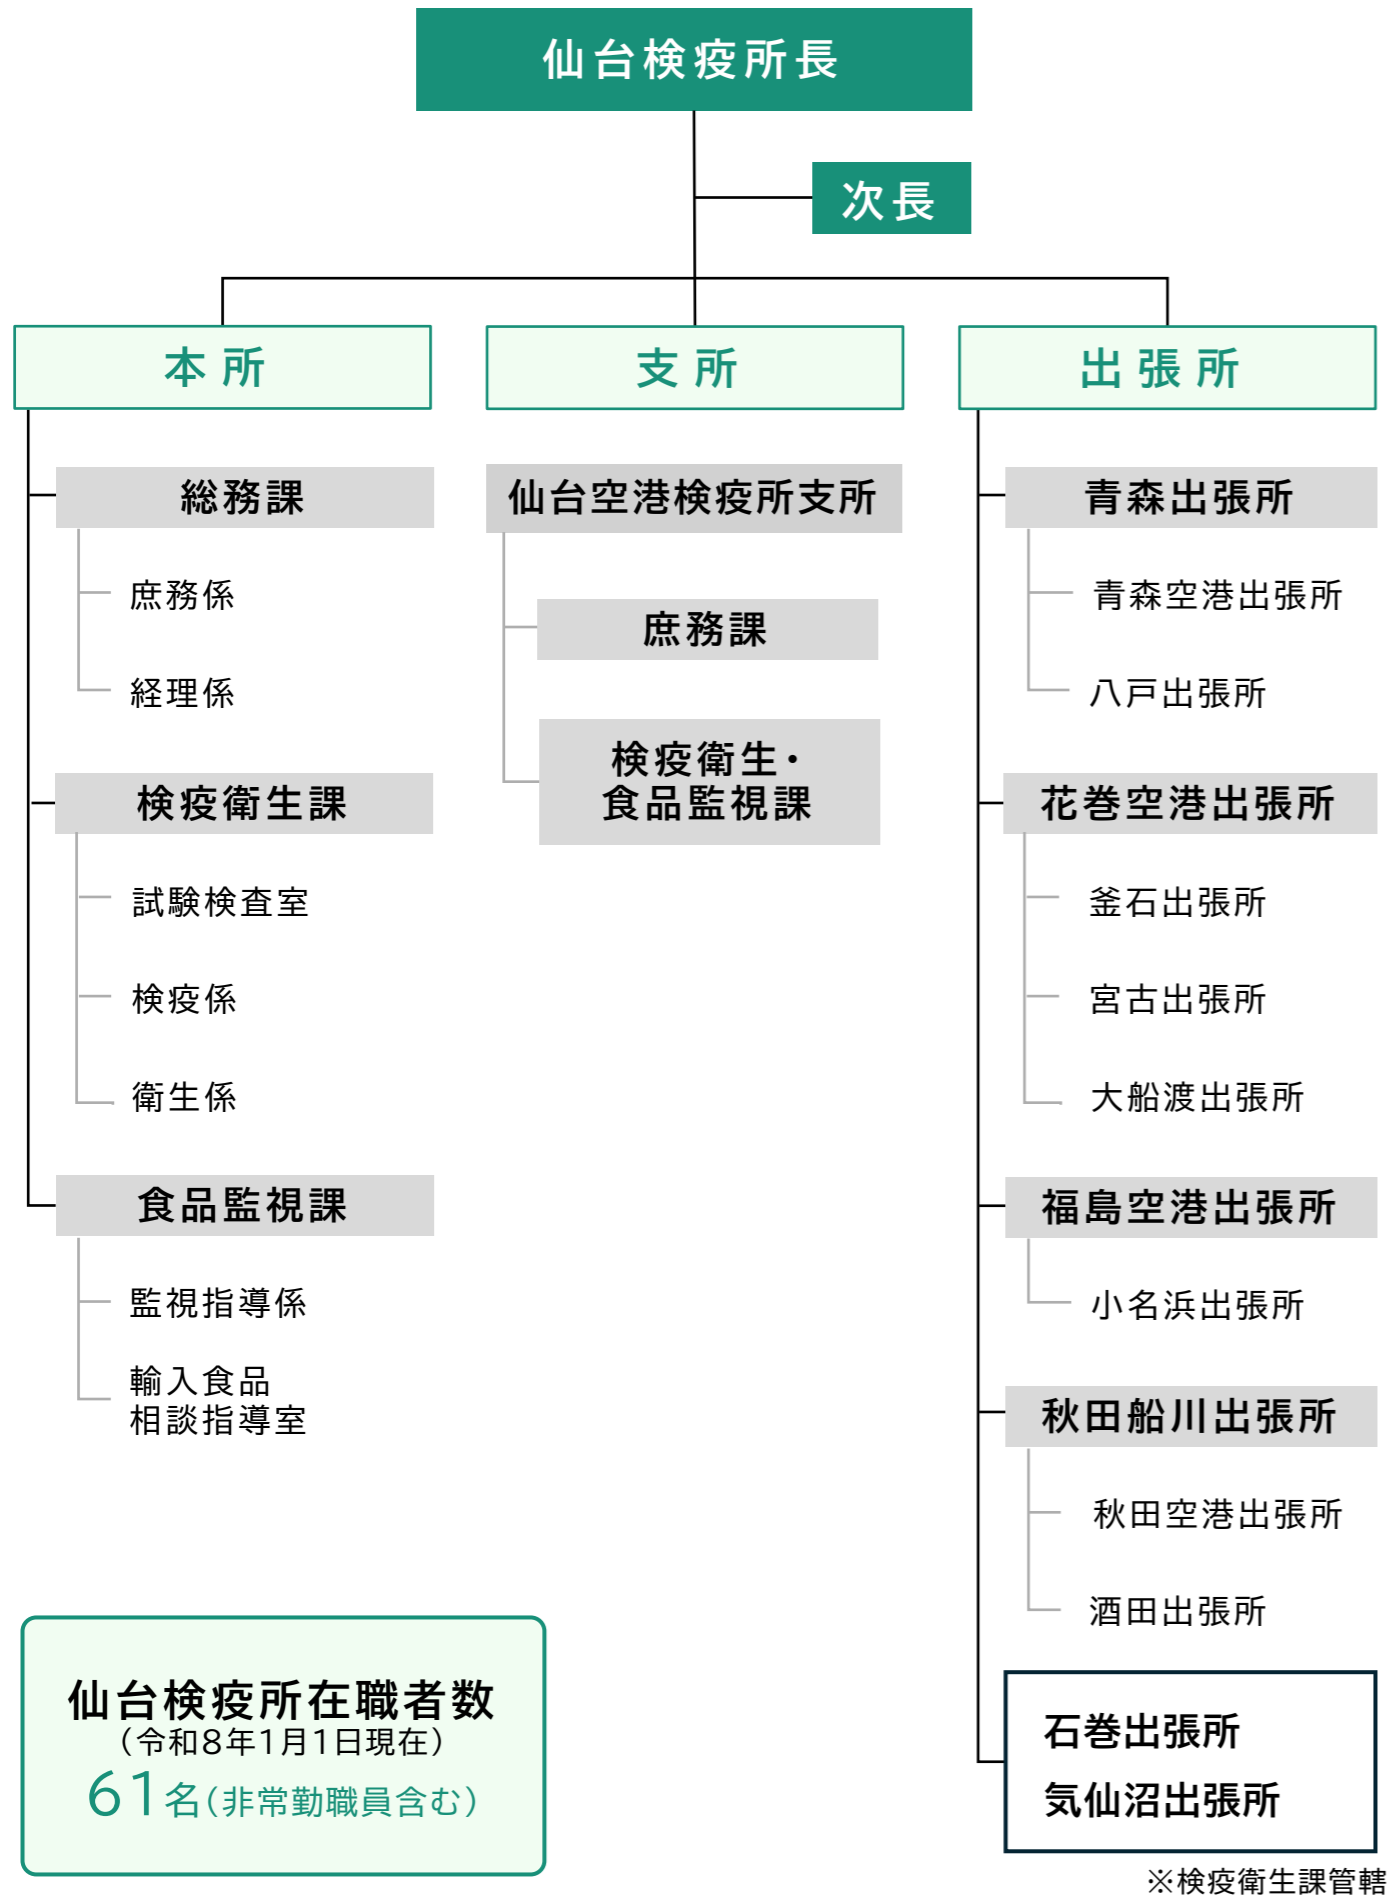 仙台検疫所長
次長
本所
総務課
庶務係
経理係
検疫衛生課
試験検査室
検疫係
衛生係
食品監視課
監視指導係
輸入食品
相談指導室
支所
仙台空港検疫所支所
庶務課
検疫衛生・
食品監視課
出張所
青森出張所
青森空港出張所
八戸出張所
花巻空港出張所
釜石出張所
宮古出張所
大船渡出張所
福島空港出張所
小名浜出張所
秋田船川出張所
秋田空港出張所
酒田出張所
石巻出張所
気仙沼出張所
※検疫衛生課管轄
仙台検疫所在職者数
（令和8年1月1日現在）
61名（非常勤職員含む）